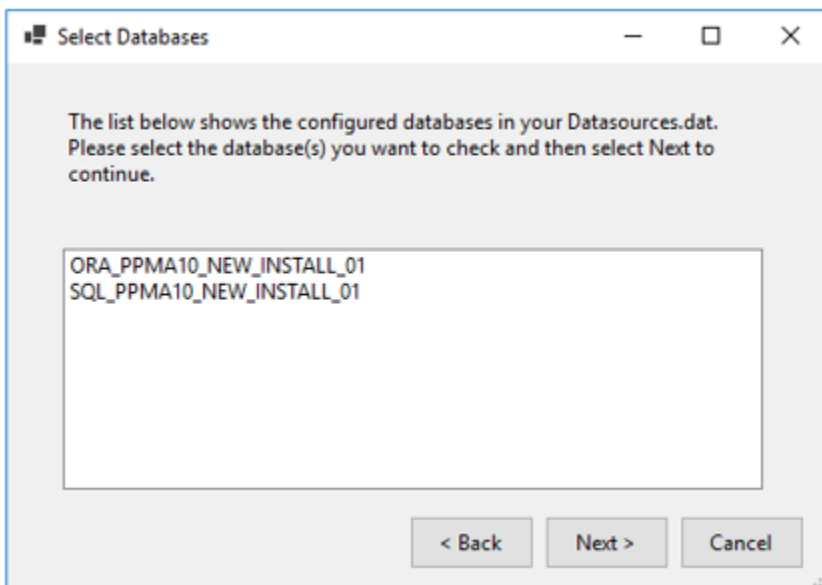 Select Databases
The list below shows the configured databases in your Datasources.dat.
Please select the database(s) you want to check and then select Next to
continue.
ORA_PPMA10_NEW_INSTALL_01
SQL_PPMA10_NEW_INSTALL_01
< Back
Next >
Cancel